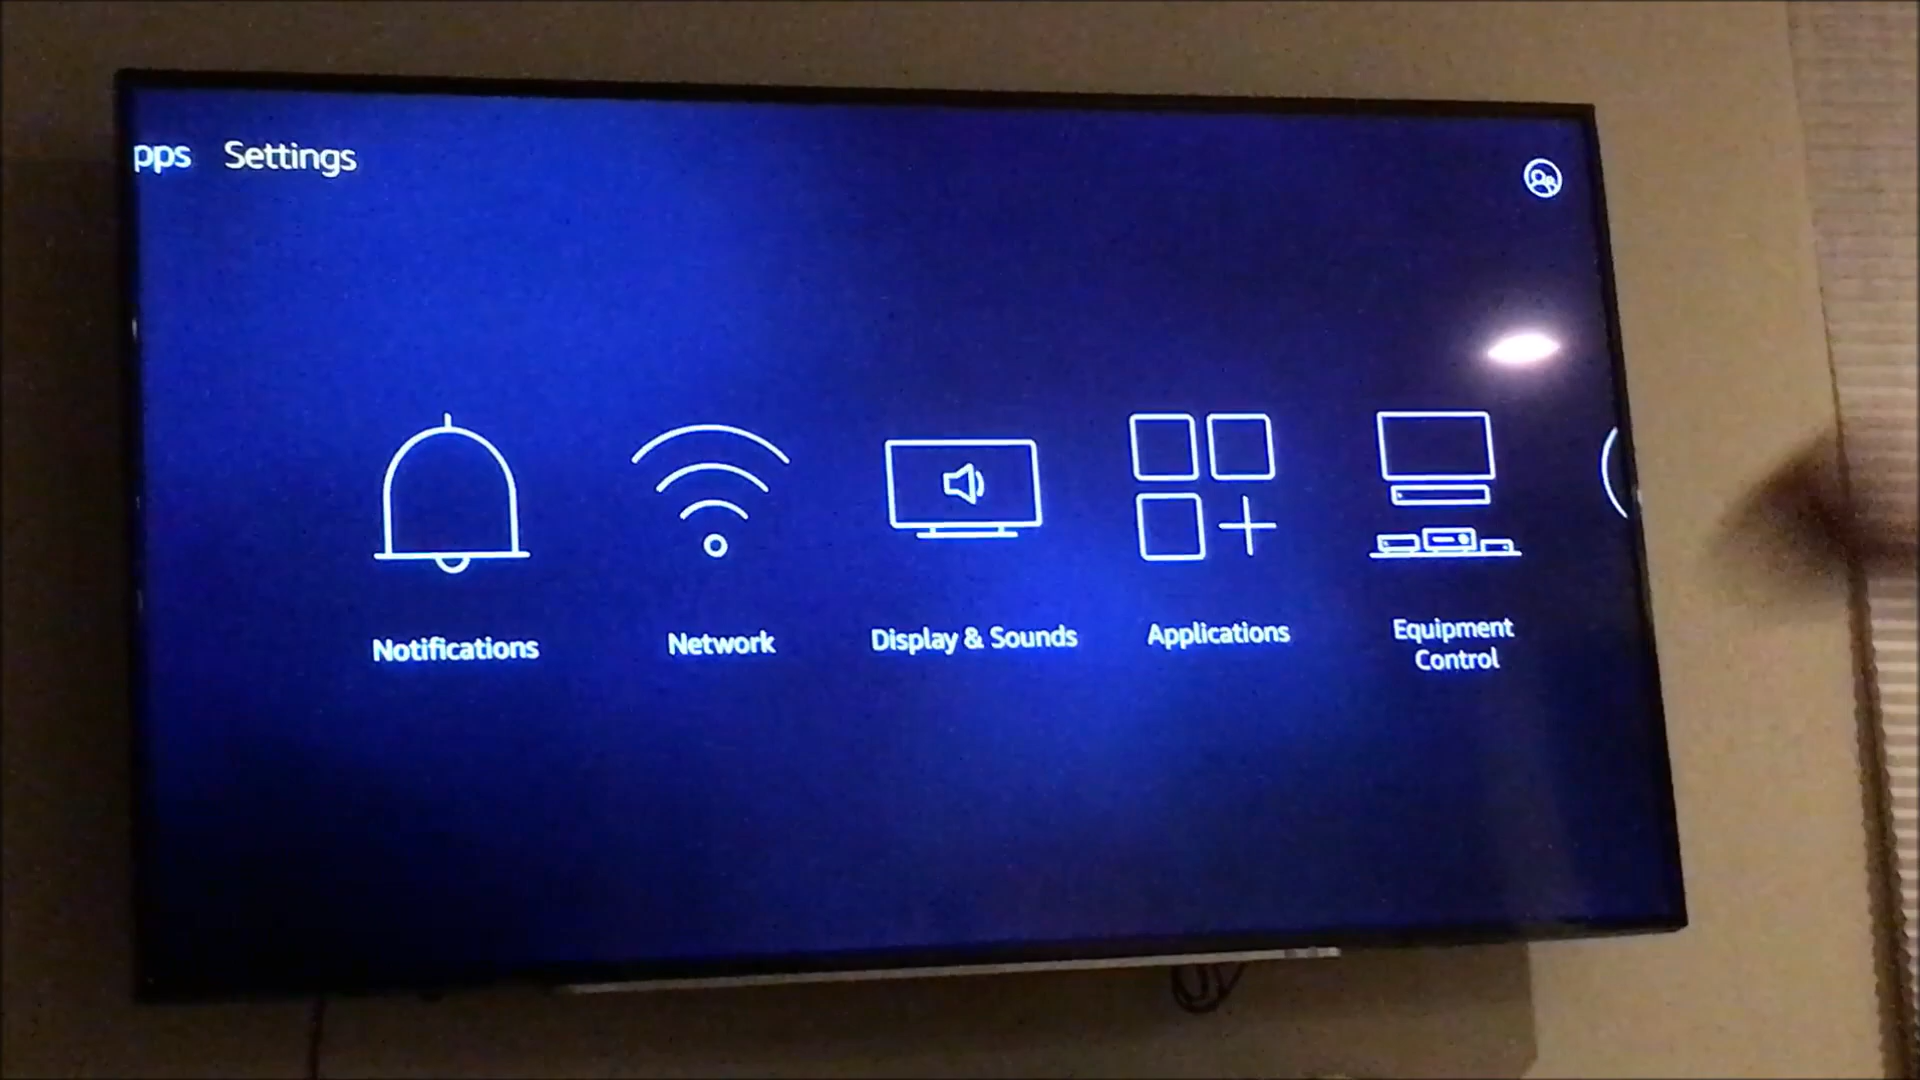 pps Settings
Notifications
Network
Display & Sounds
Applications
Equipment
Control